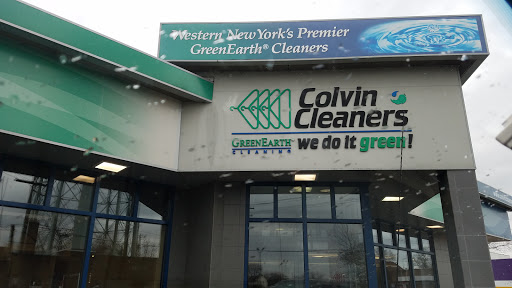 Western New York's Premier
GreenEarth® Cleaners
Colvin
Cleaners
GREENEARTH
CLEANING
we do it green!